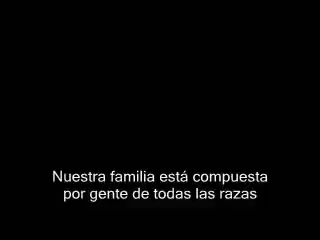 Nuestra familia está compuesta
por gente de todas las razas